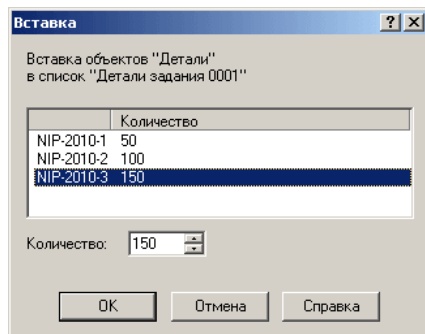 Вставка
Вставка объектов "Детали"
в список "Детали задания 0001"
Количество
NIP-2010-1 50
NIP-2010-2 100
NIP-2010-3 150
Количество: 150
OK Отмена Справка